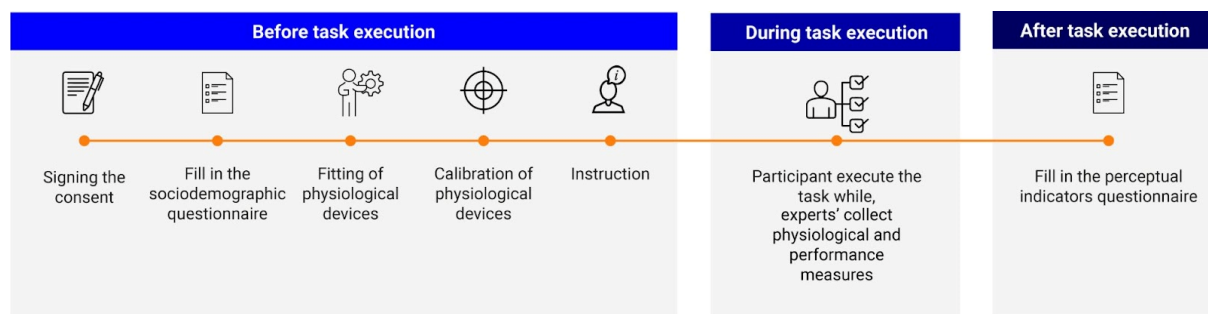 Before task execution
During task execution
After task execution
i
Signing the
consent
Fill in the
sociodemographic
questionnaire
Fitting of
physiological
devices
Calibration of
physiological
devices
Instruction
Participant execute the
task while,
experts’ collect
physiological and
performance
measures
Fill in the perceptual
indicators questionnaire